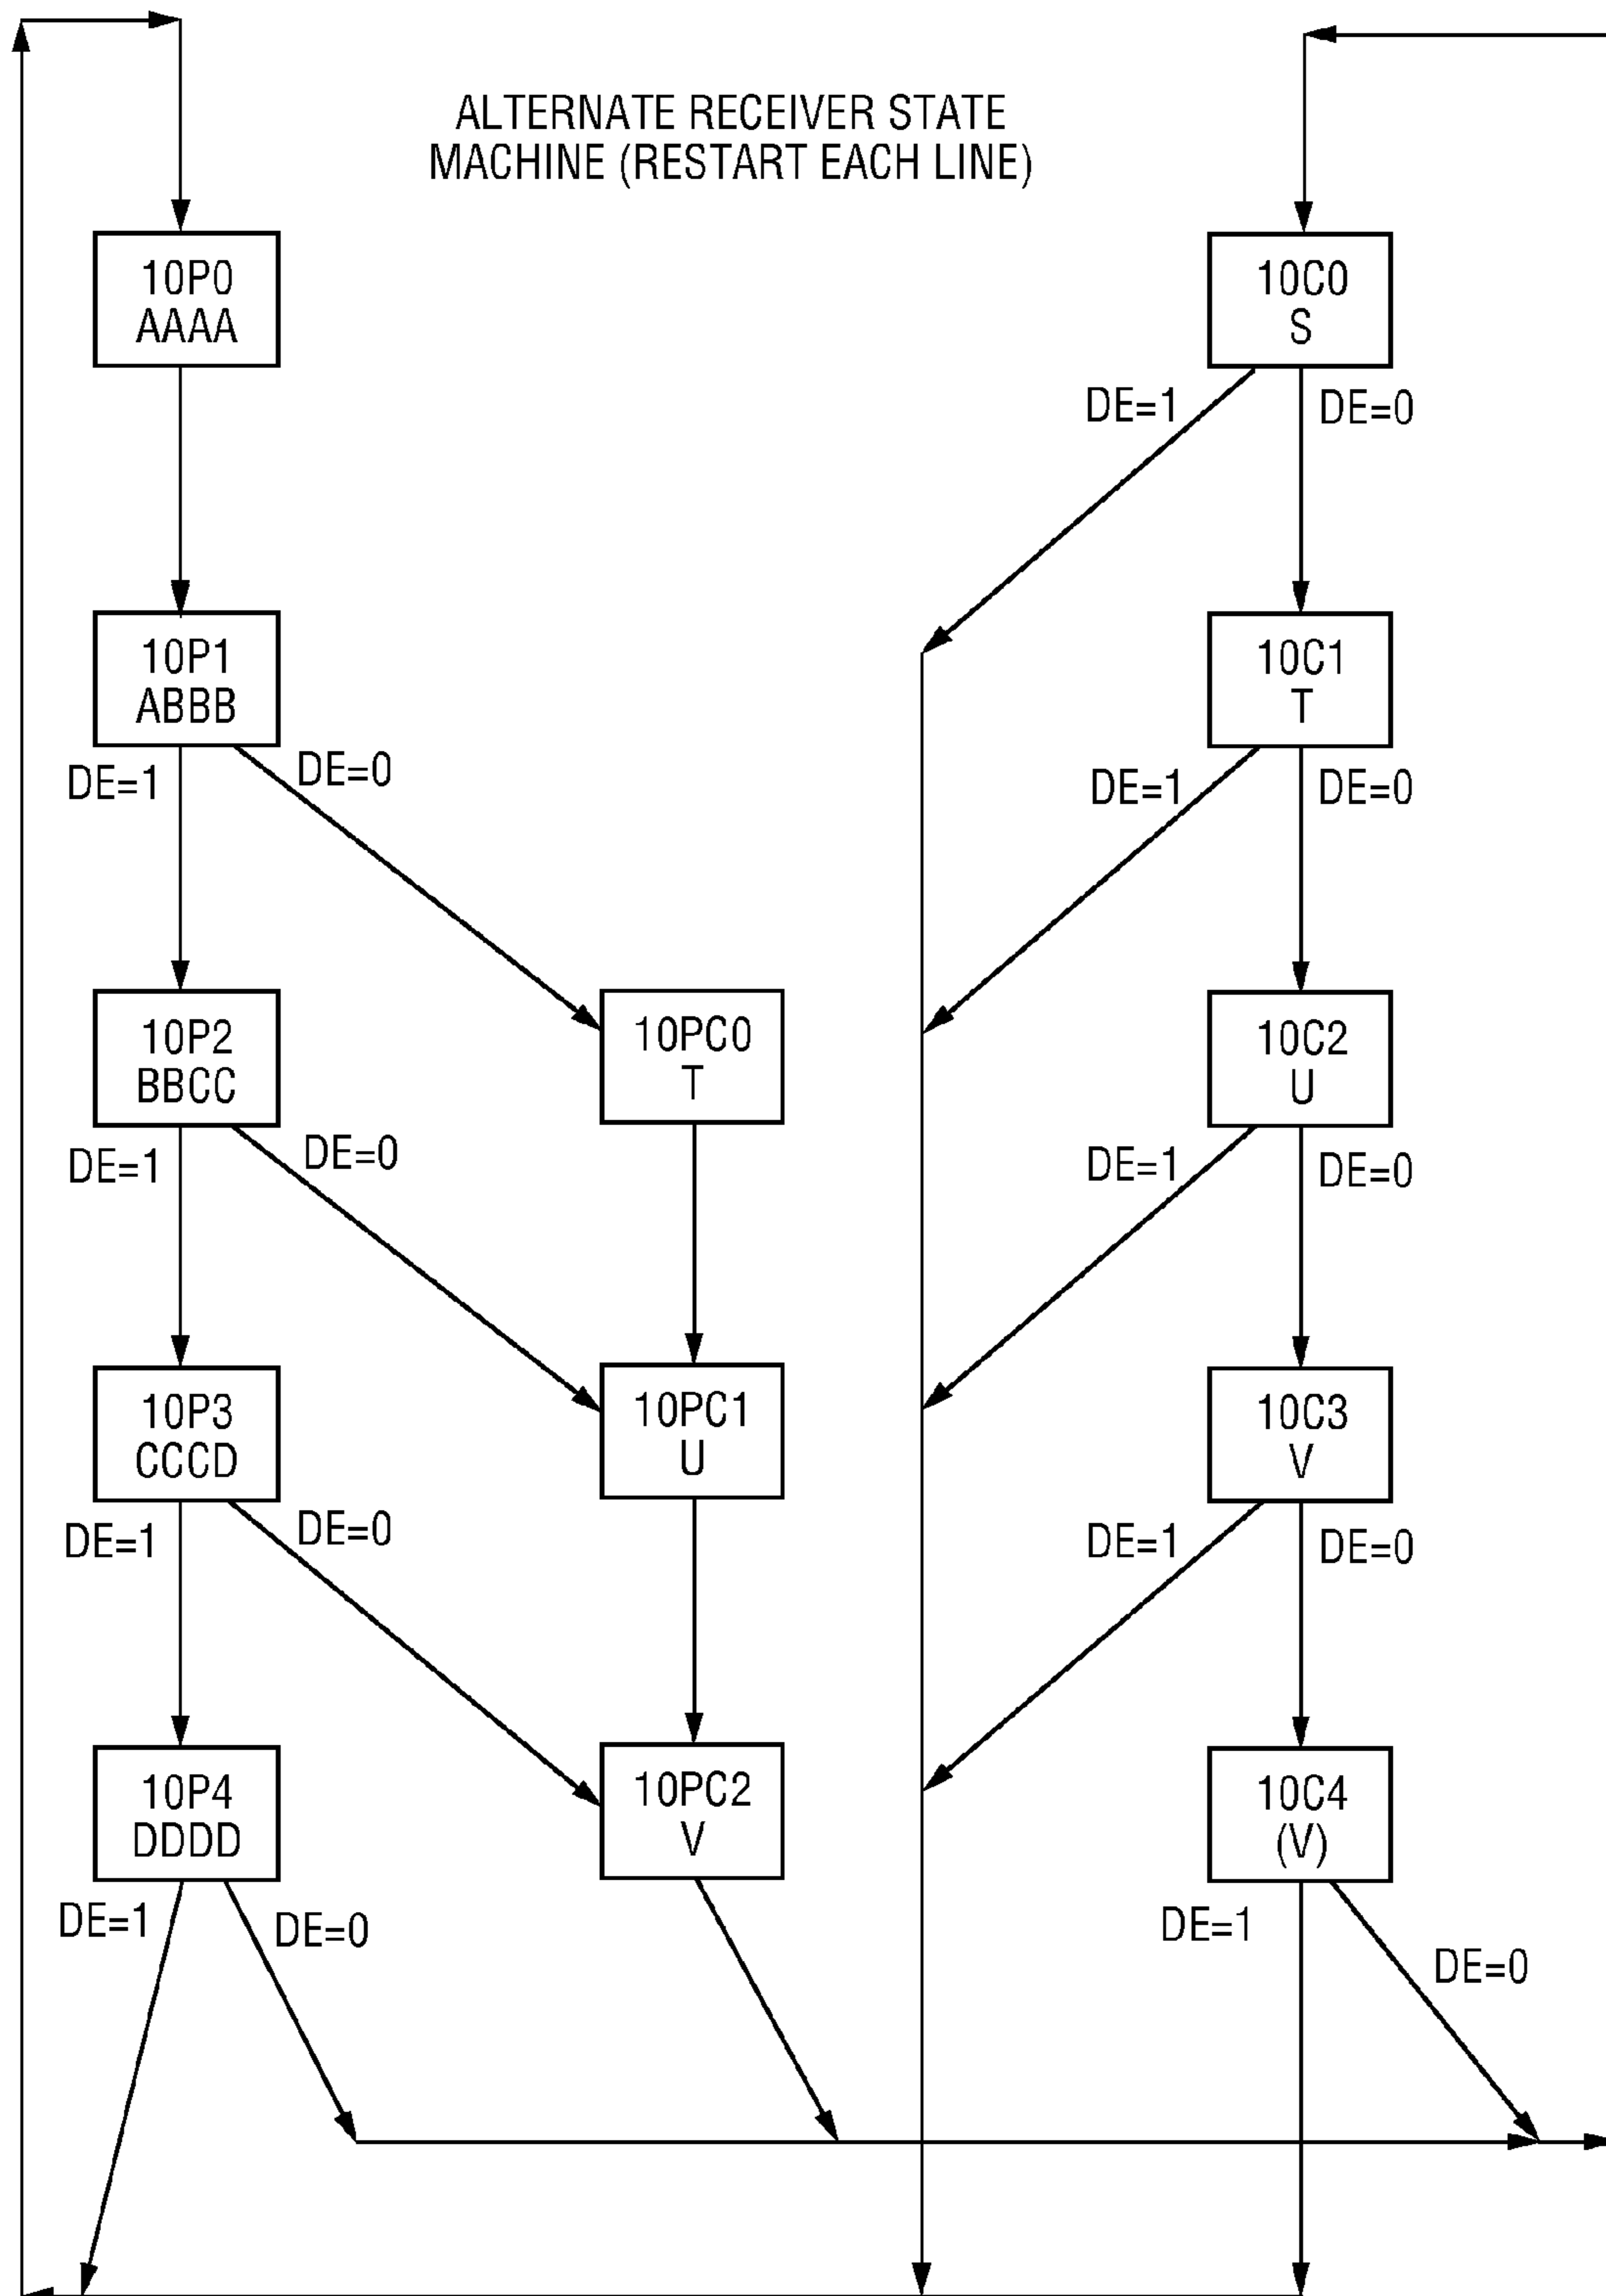 ALTERNATE RECEIVER STATE
MACHINE (RESTART EACH LINE)
10P0
AAAA
10C0
S
DE=1
DE=0
10P1
ABBB
10C1
T
DE=1
DE=0
DE=1
DE=0
10P2
BBCC
10PC0
T
10C2
U
DE=1
DE=0
DE=1
DE=0
10P3
CCCD
10PC1
U
10C3
V
DE=1
DE=0
DE=1
DE=0
10P4
DDDD
10PC2
V
10C4
(V)
DE=1
DE=0
DE=1
DE=0